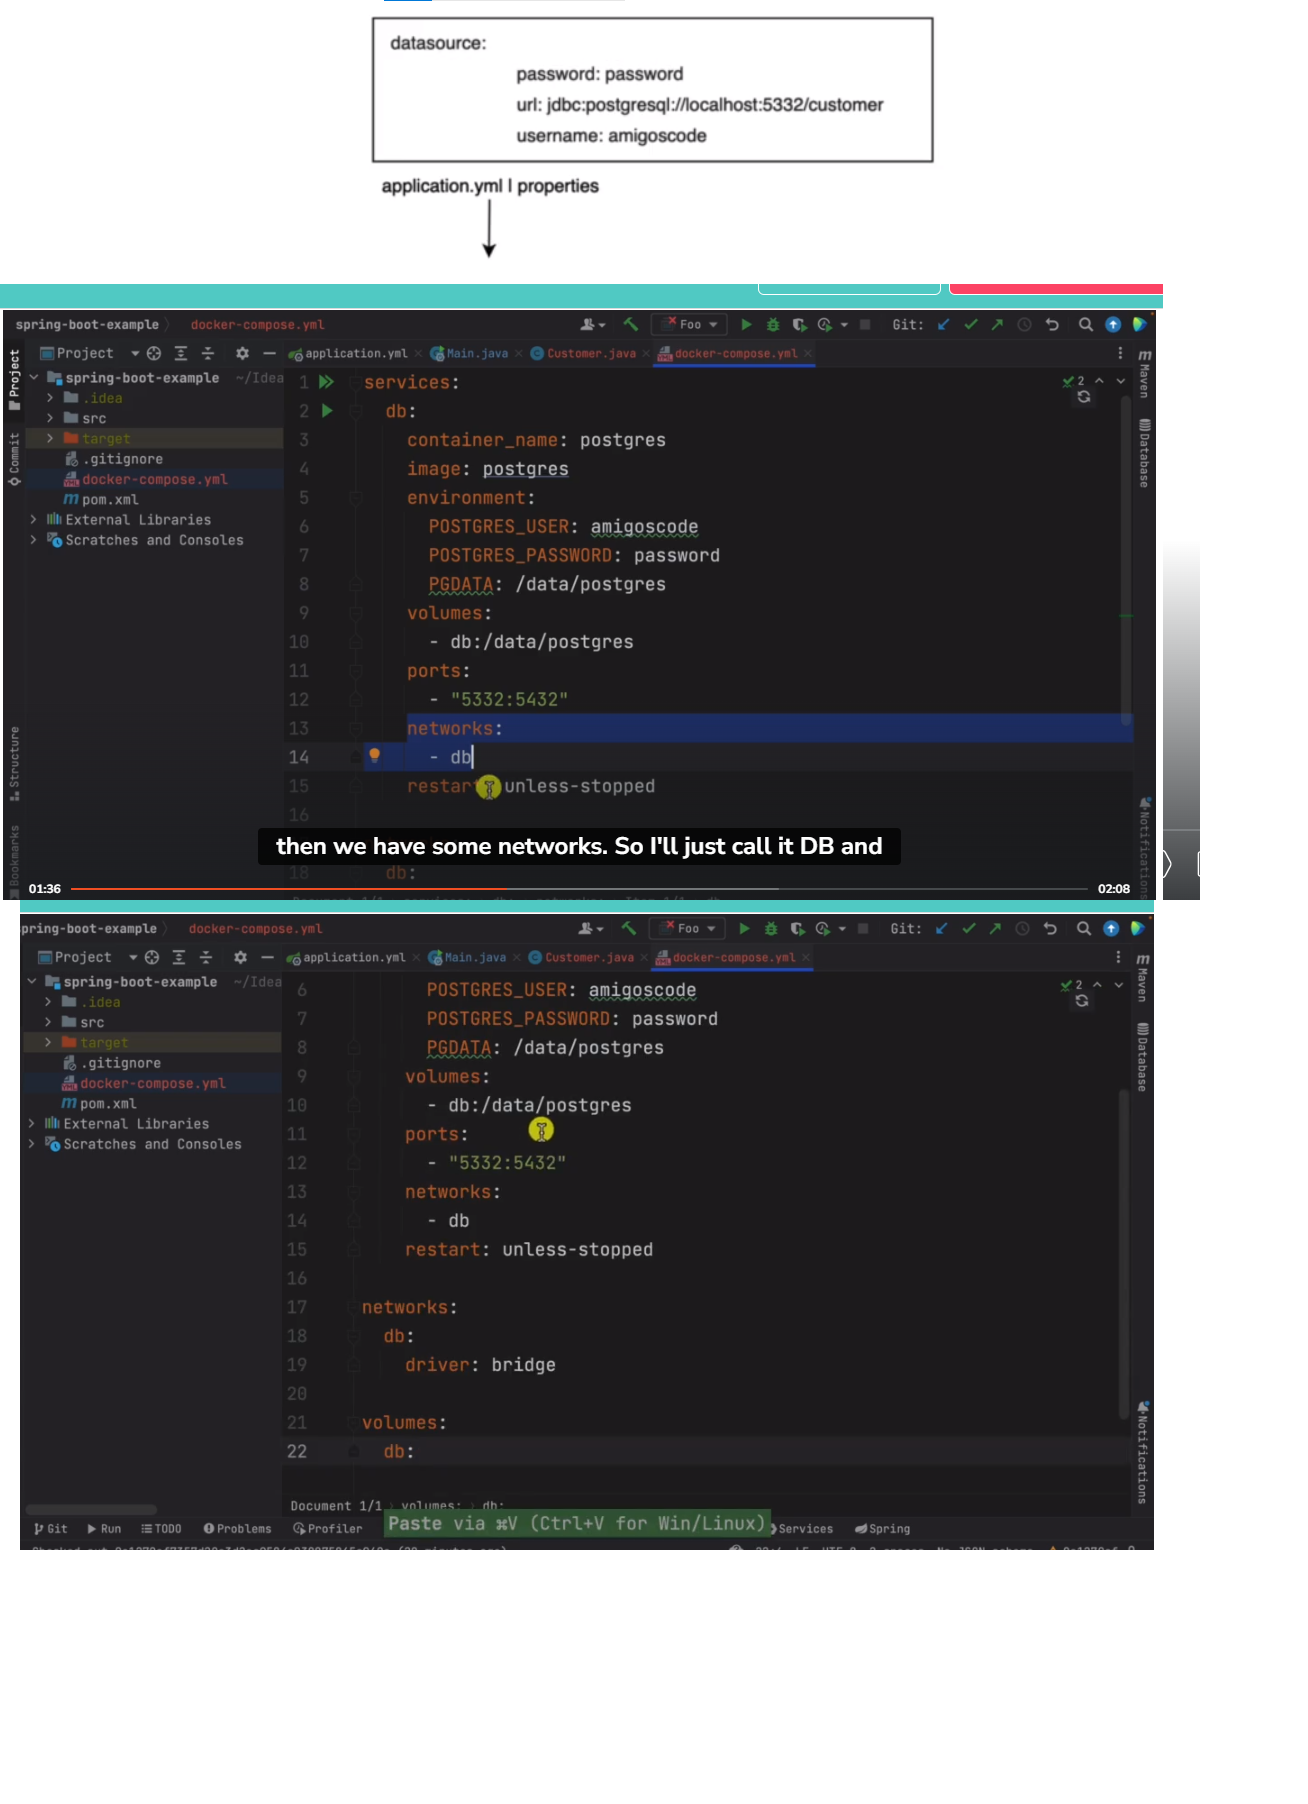 datasource:
password: password
url: jdbc:postgresql://localhost:5332/customer
username: amigoscode
application.yml | properties
spring-boot-example
docker-compose.yml
Foo
Git:
Project
application.yml
Main.java
Customer.java
docker-compose.yml
Project
Commit
Structure
Bookmarks
spring-boot-example ~/Idea
.idea
src
target
.gitignore
docker-compose.yml
pom.xml
External Libraries
Scratches and Consoles
1 services:
2 db:
3 container_name: postgres
4 image: postgres
5 environment:
6 POSTGRES_USER: amigoscode
7 POSTGRES_PASSWORD: password
8 PGDATA: /data/postgres
9 volumes:
10 - db:/data/postgres
11 ports:
12 - "5332:5432"
13 networks:
14 - db
15 restart unless-stopped
16
18 db:
2
Maven
Database
Notifications
then we have some networks. So I'll just call it DB and
01:36
02:08
pring-boot-example
docker-compose.yml
Foo
Git:
Project
application.yml
Main.java
Customer.java
docker-compose.yml
spring-boot-example ~/Idea
.idea
src
target
.gitignore
docker-compose.yml
pom.xml
External Libraries
Scratches and Consoles
6 POSTGRES_USER: amigoscode
7 POSTGRES_PASSWORD: password
8 PGDATA: /data/postgres
9 volumes:
10 - db:/data/postgres
11 ports:
12 - "5332:5432"
13 networks:
14 - db
15 restart: unless-stopped
16
17 networks:
18 db:
19 driver: bridge
20
21 volumes:
22 db:
2
Maven
Database
Notifications
Document 1/1 volumes: db:
Git
Run
TODO
Problems
Profiler
Paste via ⌘V (Ctrl+V for Win/Linux)
Services
Spring